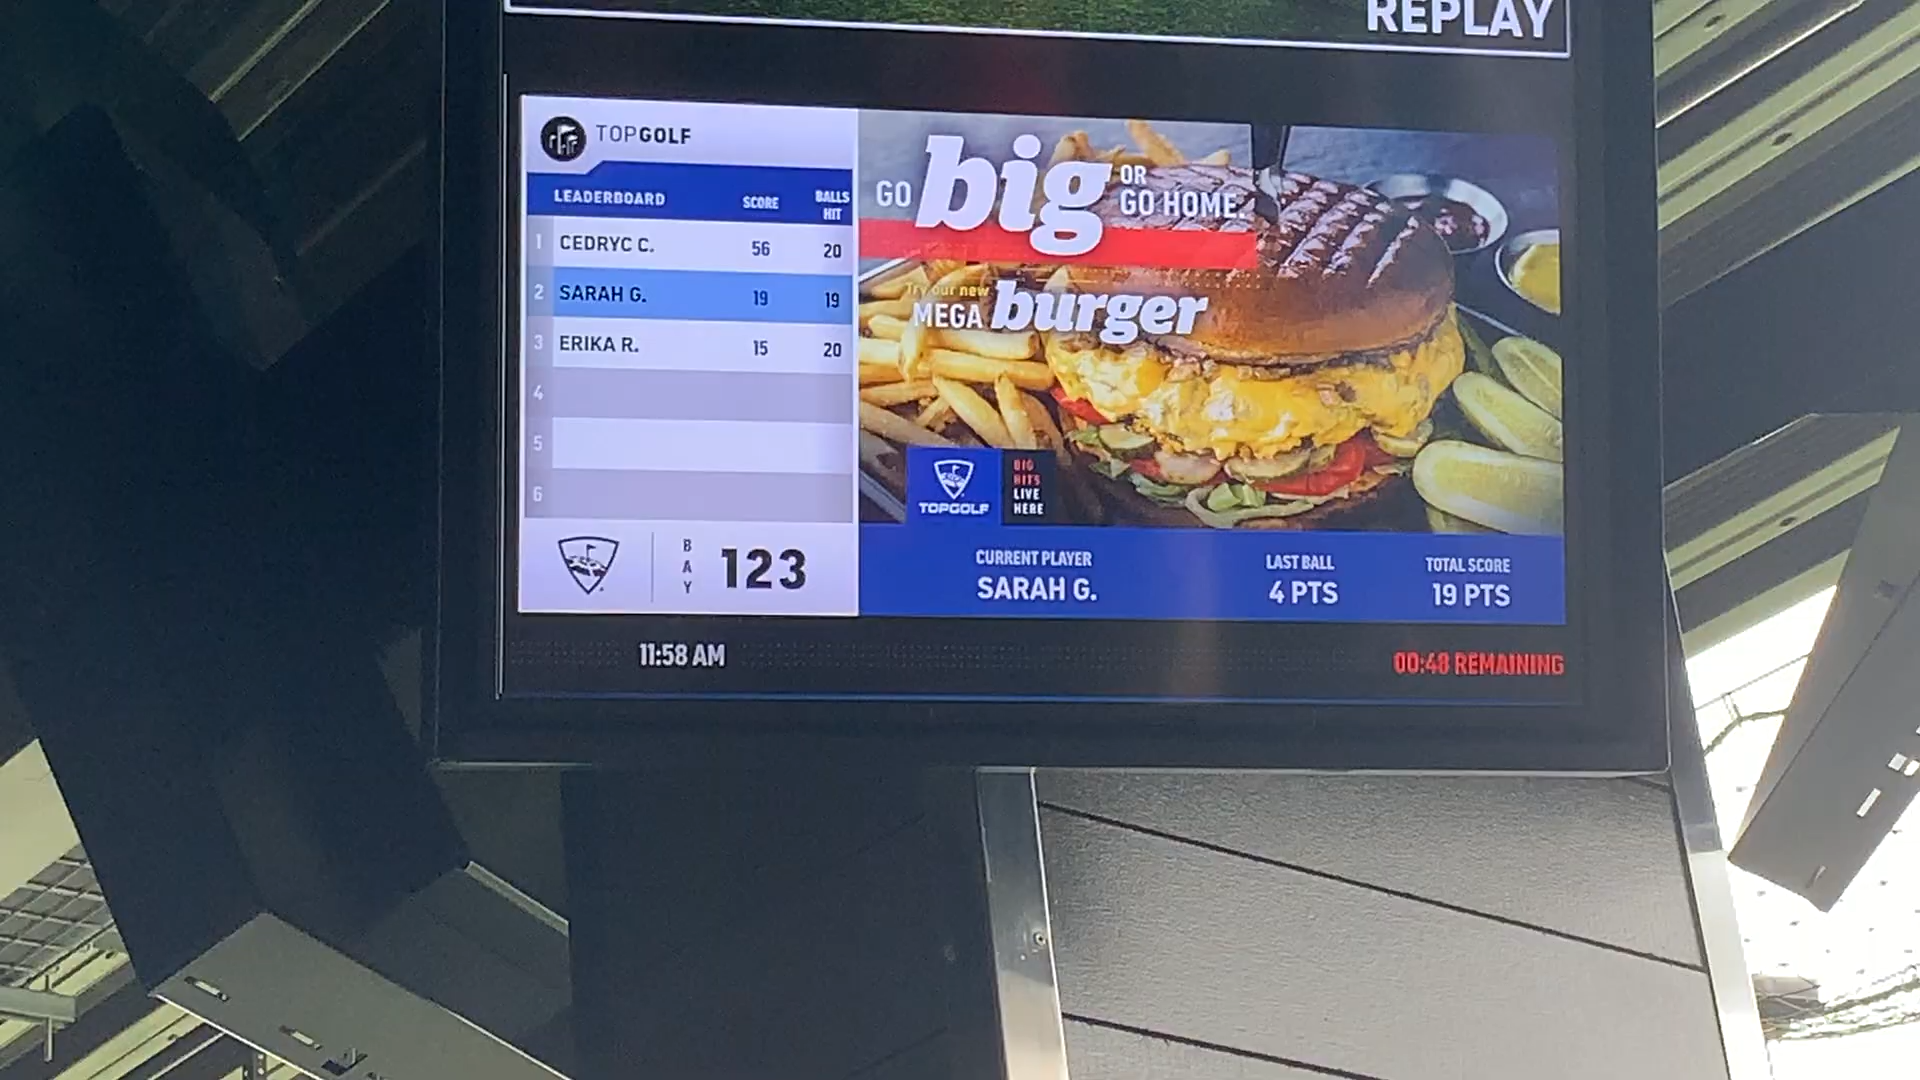 REPLAY
TOPGOLF
LEADERBOARD SCORE BALLS HIT
1 CEDRYC C. 56 20
2 SARAH G. 19 19
3 ERIKA R. 15 20
4
5
6
BAY 123
GO big OR GO HOME.
Try our new
MEGA burger
TOPGOLF
BIG
HITS
LIVE
HERE
CURRENT PLAYER
SARAH G.
LAST BALL
4 PTS
TOTAL SCORE
19 PTS
11:58 AM
00:48 REMAINING